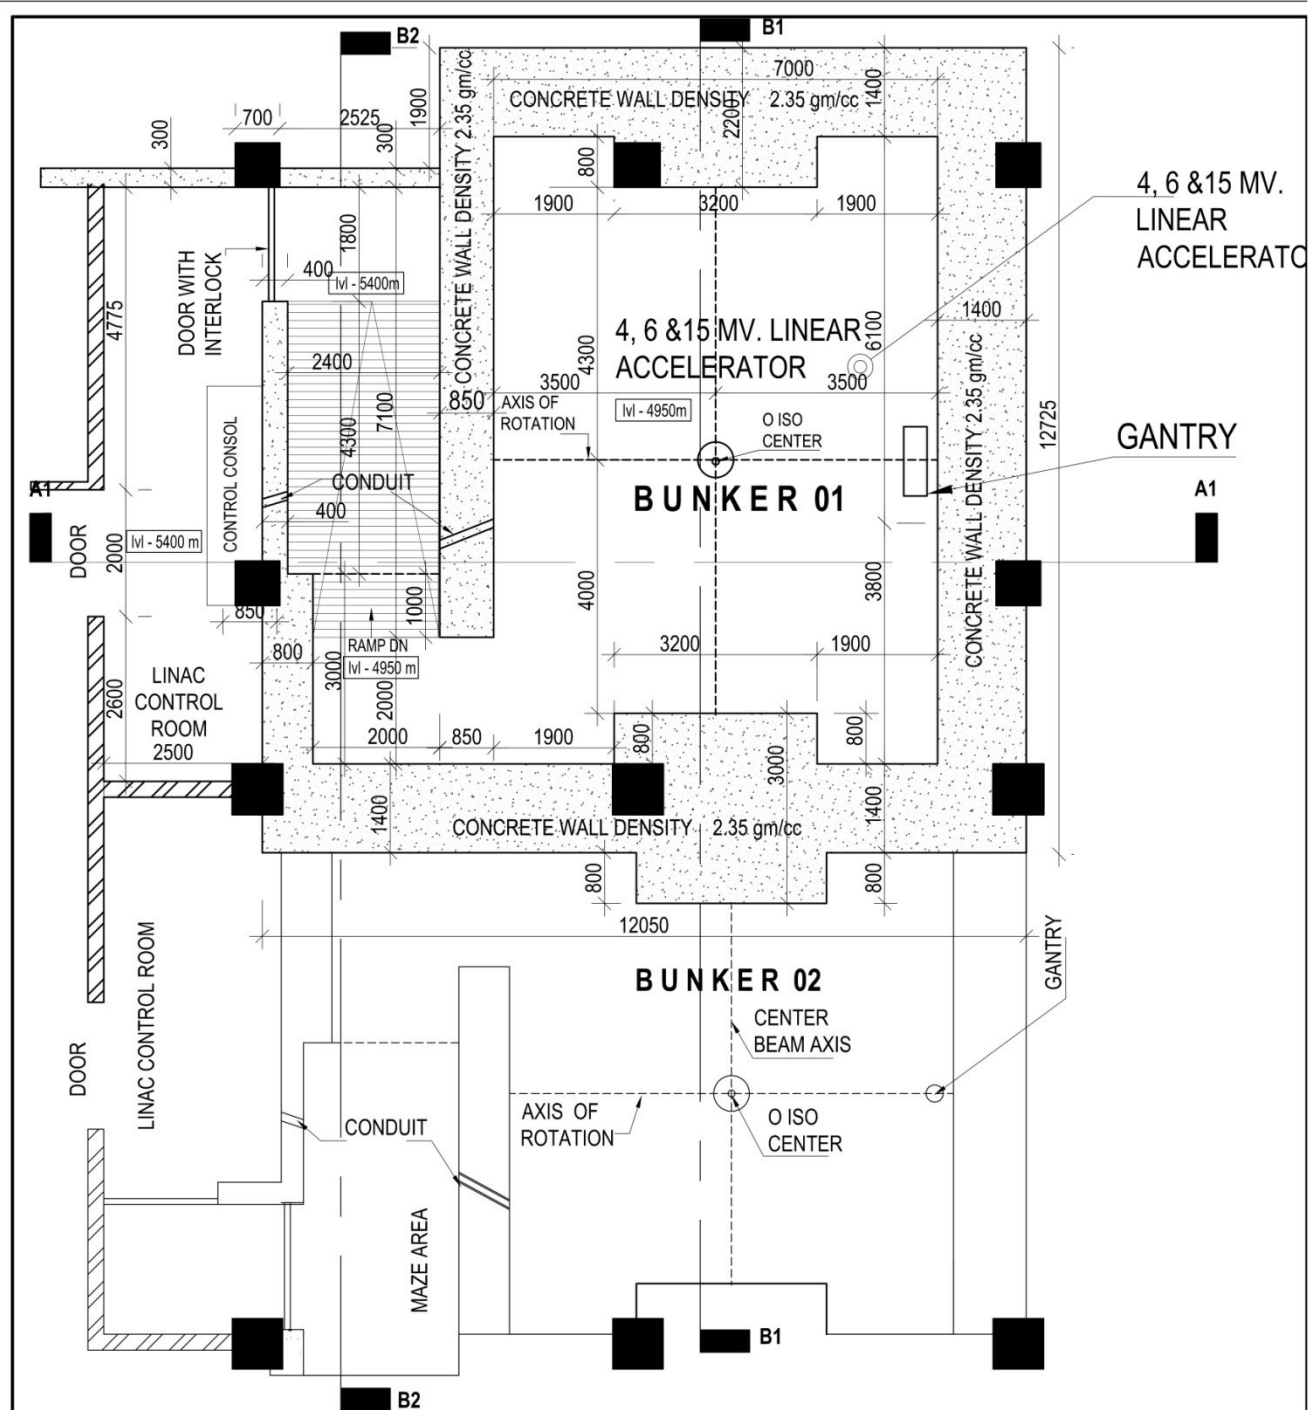 B2
B1
7000
1400
CONCRETE WALL DENSITY 2.35 gm/cc
2200
1900
CONCRETE WALL DENSITY 2.35 gm/cc
700
2525
300
300
800
1900
3200
1900
4, 6 &15 MV.
LINEAR
ACCELERATO
DOOR WITH
INTERLOCK
1800
400
lvl - 5400m
4775
4, 6 &15 MV. LINEAR
ACCELERATOR
4300
6100
1400
2400
3500
3500
850
AXIS OF
ROTATION
lvl - 4950m
O ISO
CENTER
CONCRETE WALL DENSITY 2.35 gm/cc
12725
GANTRY
CONTROL CONSOL
4300
7100
CONDUIT
BUNKER 01
A1
A1
400
DOOR
2000
lvl - 5400 m
850
1000
4000
3800
RAMP DN
lvl - 4950 m
800
3000
2000
3200
1900
LINAC
CONTROL
ROOM
2600
2500
2000
850
1900
800
3000
800
1400
CONCRETE WALL DENSITY 2.35 gm/cc
1400
800
800
12050
BUNKER 02
GANTRY
LINAC CONTROL ROOM
CENTER
BEAM AXIS
DOOR
AXIS OF
ROTATION
O ISO
CENTER
CONDUIT
MAZE AREA
B1
B2